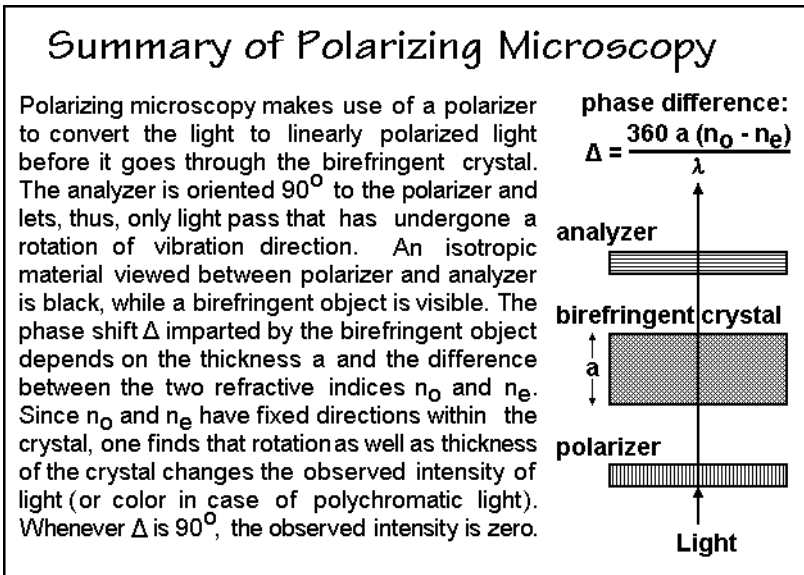 Summary of Polarizing Microscopy
Polarizing microscopy makes use of a polarizer
to convert the light to linearly polarized light
before it goes through the birefringent crystal.
The analyzer is oriented 90° to the polarizer and
lets, thus, only light pass that has undergone a
rotation of vibration direction. An isotropic
material viewed between polarizer and analyzer
is black, while a birefringent object is visible. The
phase shift Δ imparted by the birefringent object
depends on the thickness a and the difference
between the two refractive indices nₒ and nₑ.
Since nₒ and nₑ have fixed directions within the
crystal, one finds that rotation as well as thickness
of the crystal changes the observed intensity of
light (or color in case of polychromatic light).
Whenever Δ is 90°, the observed intensity is zero.
phase difference:
Δ = 360 a (nₒ - nₑ)
λ
analyzer
birefringent crystal
a
polarizer
Light